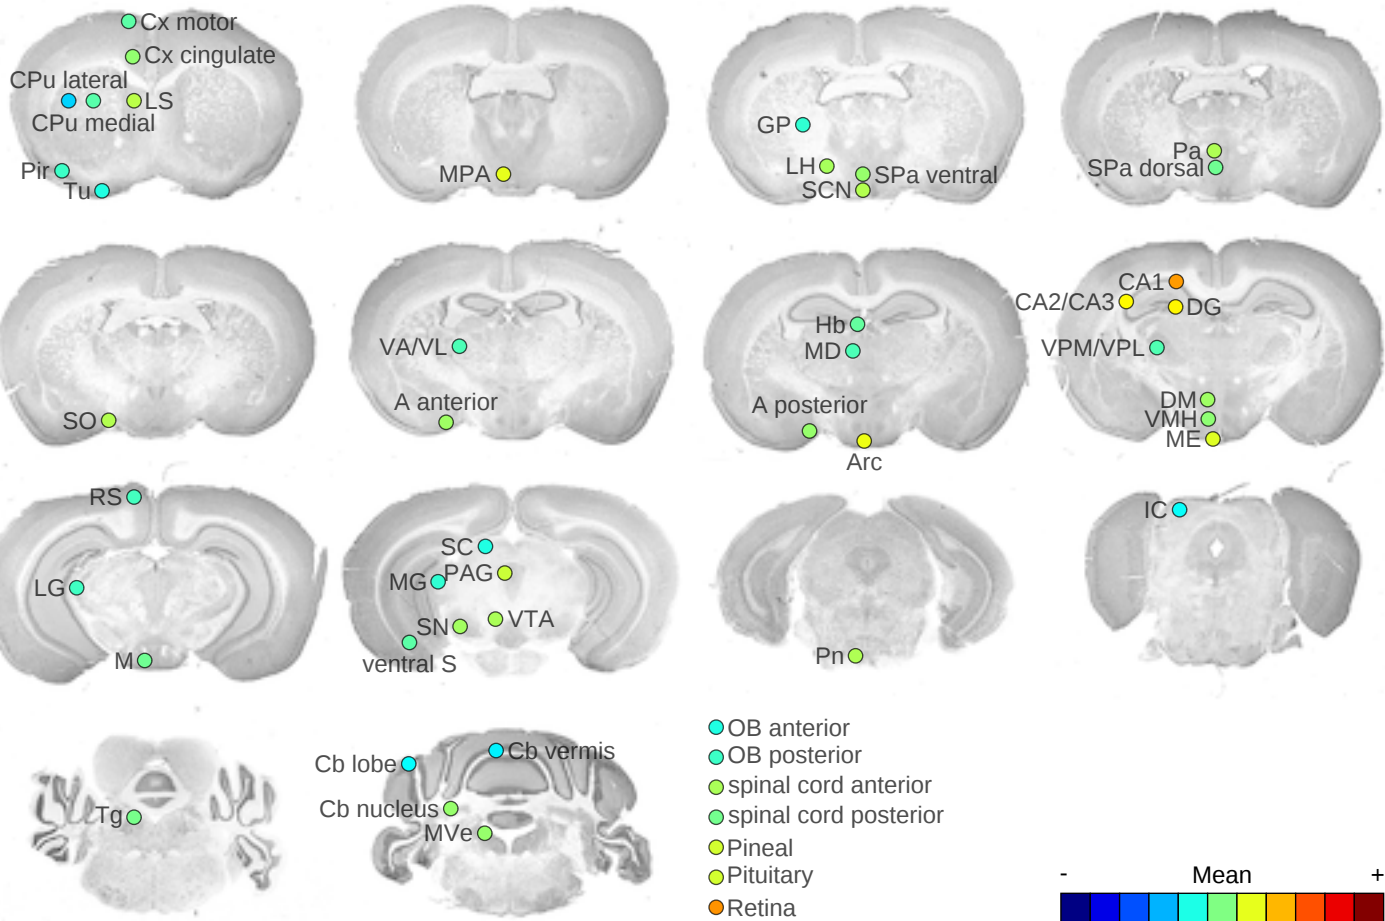 Cx motor
Cx cingulate
CPu lateral
LS
CPu medial
Pir
Tu
MPA
GP
LH
SPa ventral
SCN
Pa
SPa dorsal
SO
VA/VL
A anterior
Hb
MD
A posterior
Arc
CA1
CA2/CA3
DG
VPM/VPL
DM
VMH
ME
RS
LG
M
SC
MG
PAG
SN
VTA
ventral S
Pn
IC
Tg
Cb lobe
Cb vermis
Cb nucleus
MVe
OB anterior
OB posterior
spinal cord anterior
spinal cord posterior
Pineal
Pituitary
Retina
- Mean +